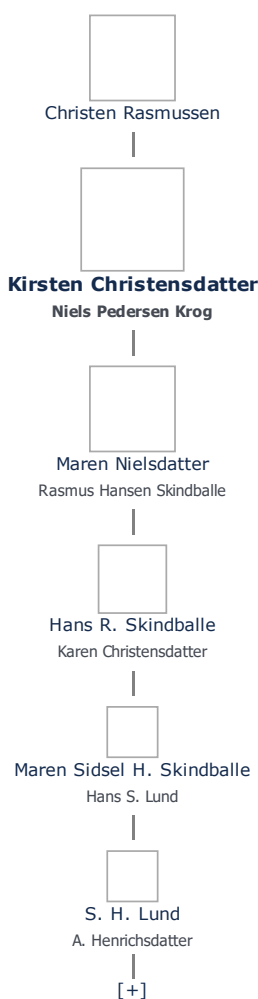 Christen Rasmussen
Kirsten Christensdatter
Niels Pedersen Krog
Maren Nielsdatter
Rasmus Hansen Skindballe
Hans R. Skindballe
Karen Christensdatter
Maren Sidsel H. Skindballe
Hans S. Lund
S. H. Lund
A. Henrichsdatter
[+]